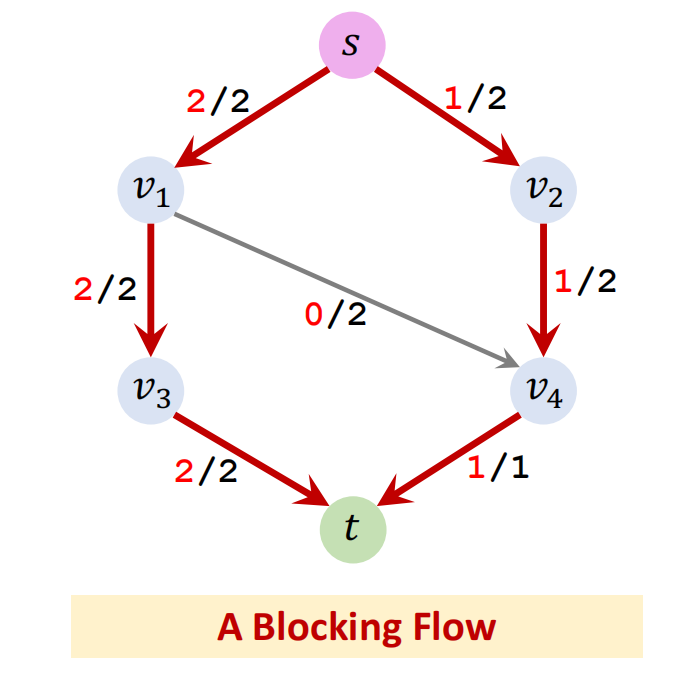 s
2/2
1/2
v1
v2
2/2
1/2
0/2
v3
v4
2/2
1/1
t
A Blocking Flow